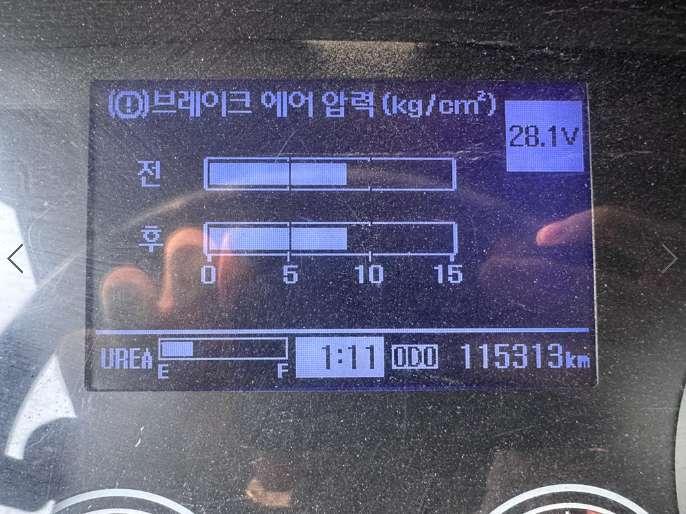 (!)브레이크 에어 압력(kg/cm²)
28.1V
전
후
0 5 10 15
UREA E F 1:11 ODO 115313km